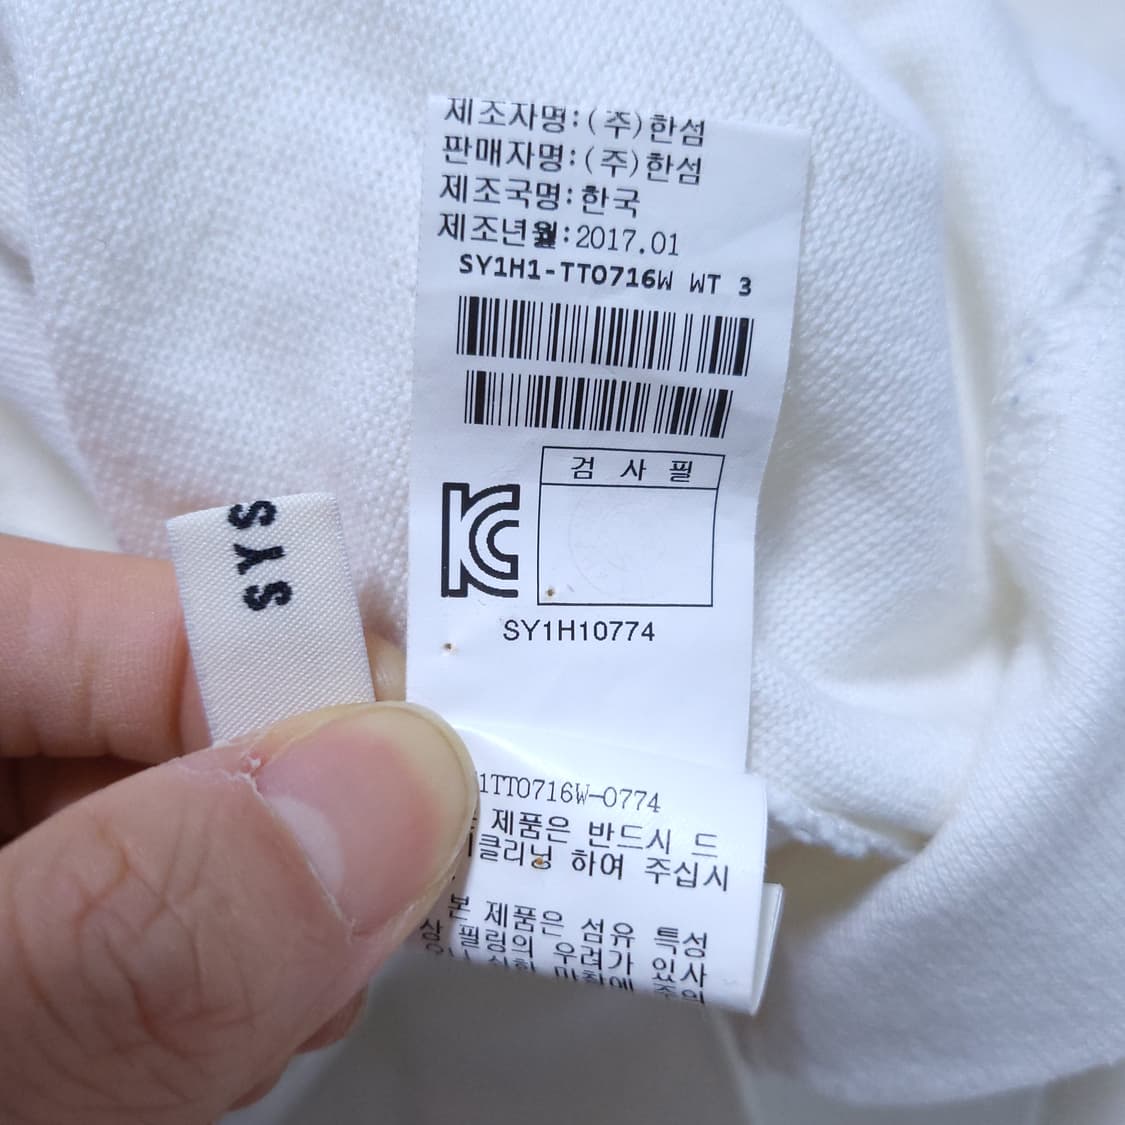 제조자명:(주)한섬
판매자명:(주)한섬
제조국명:한국
제조년월:2017.01
SY1H1-TT0716W WT 3
검 사 필
KC
SYS
SY1H10774
1TT0716W-0774
제품은 반드시 드
클리닝 하여 주십시
본 제품은 섬유 특성
상 필링의 우려가 있사